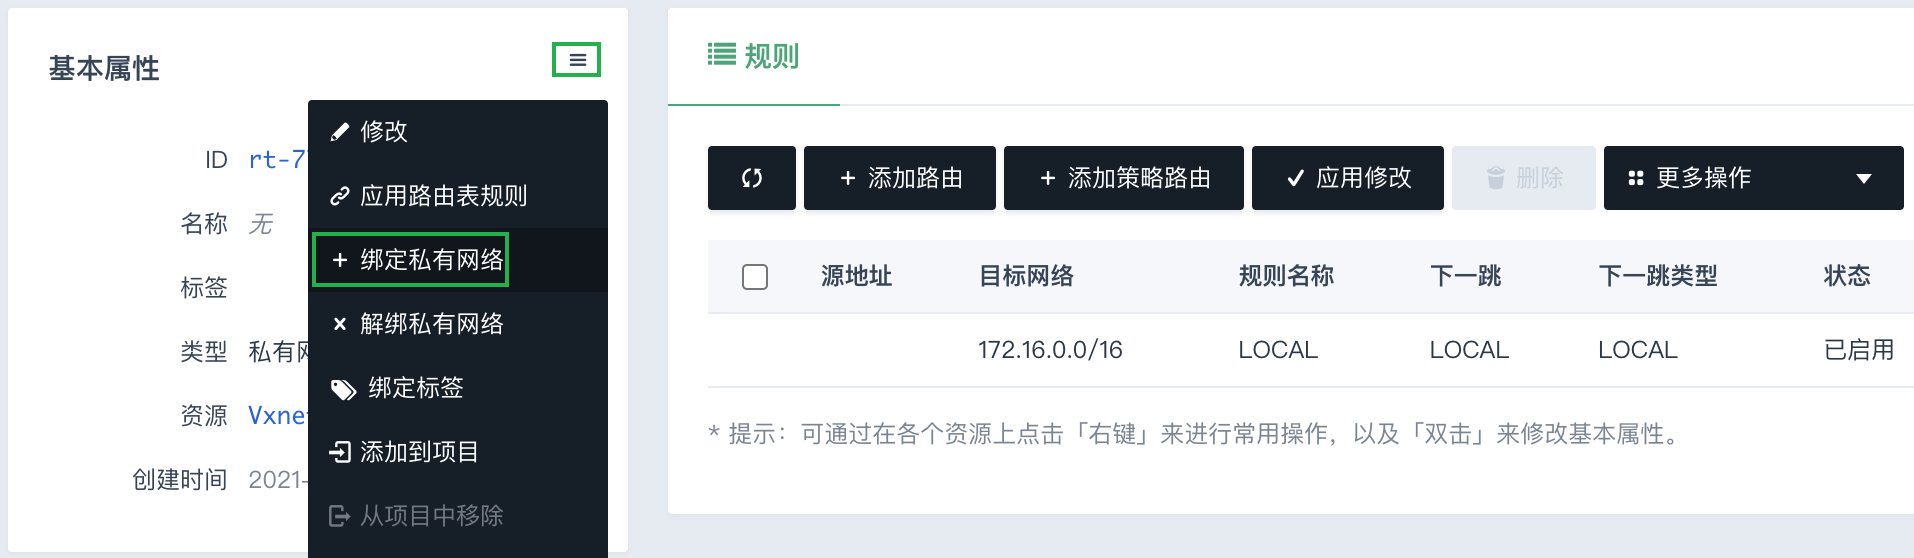 基本属性
ID rt-7
名称 无
标签
类型 私有网
资源 Vxne
创建时间 2021-
修改
应用路由表规则
绑定私有网络
解绑私有网络
绑定标签
添加到项目
从项目中移除
规则
添加路由 添加策略路由 应用修改 删除 更多操作
源地址 目标网络 规则名称 下一跳 下一跳类型 状态
172.16.0.0/16 LOCAL LOCAL LOCAL 已启用
* 提示：可通过在各个资源上点击「右键」来进行常用操作，以及「双击」来修改基本属性。